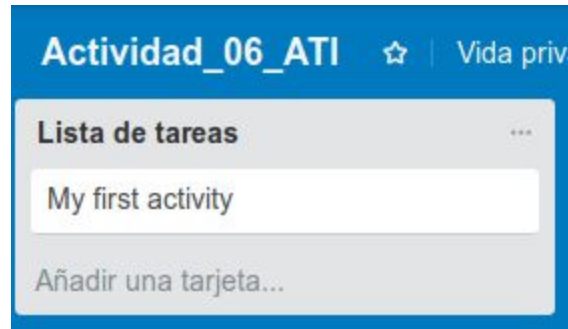 Actividad_06_ATI ☆ Vida priv
Lista de tareas ...
My first activity
Añadir una tarjeta...